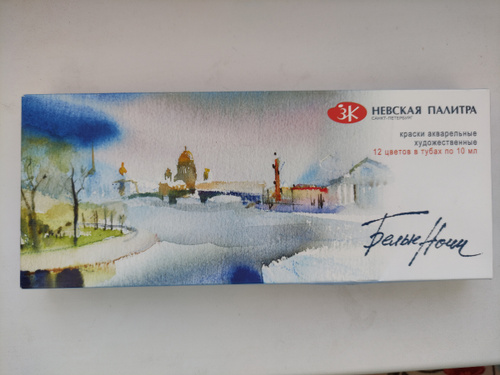 ЗК НЕВСКАЯ ПАЛИТРА
САНКТ-ПЕТЕРБУРГ
краски акварельные
художественные
12 цветов в тубах по 10 мл
Белые Ночи